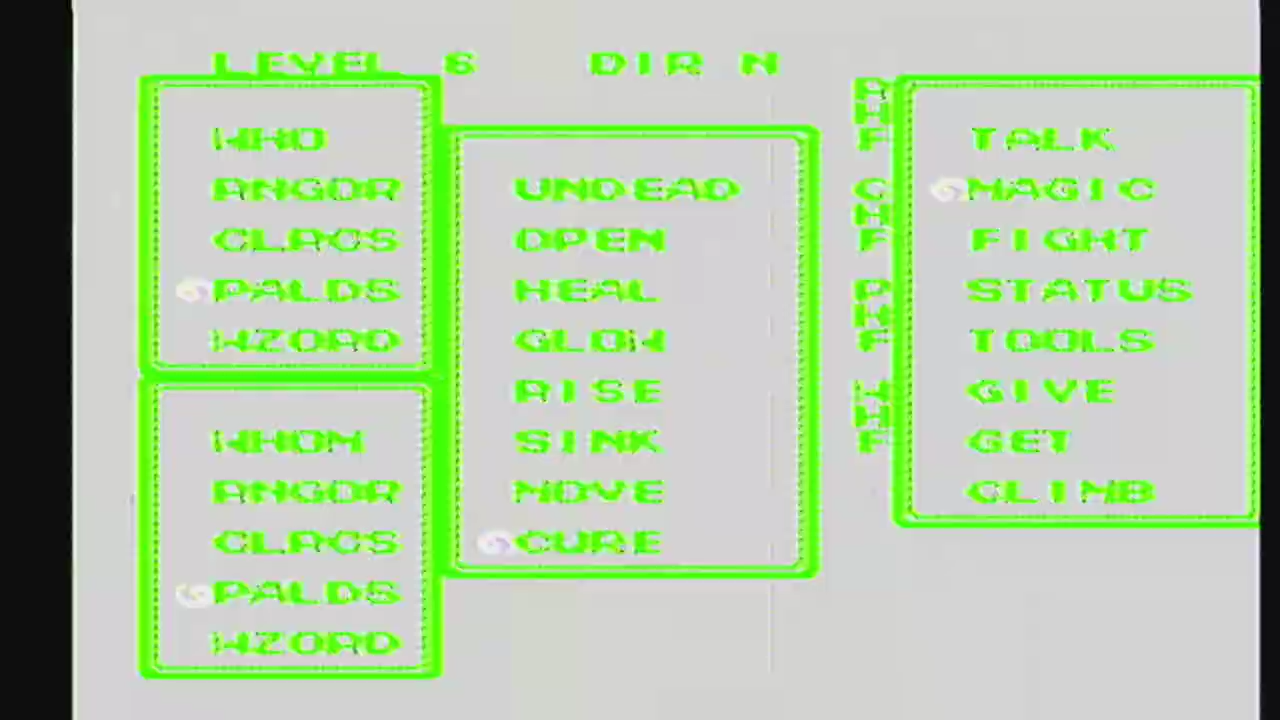 LEVEL 6 DIR N
WHO
ANGOR
CLACS
PALDS
WZORD
WHOM
ANGOR
CLACS
PALDS
WZORD
UNDEAD
OPEN
HEAL
GLOW
RISE
SINK
MOVE
CURE
TALK
MAGIC
FIGHT
STATUS
TOOLS
GIVE
GET
CLIMB